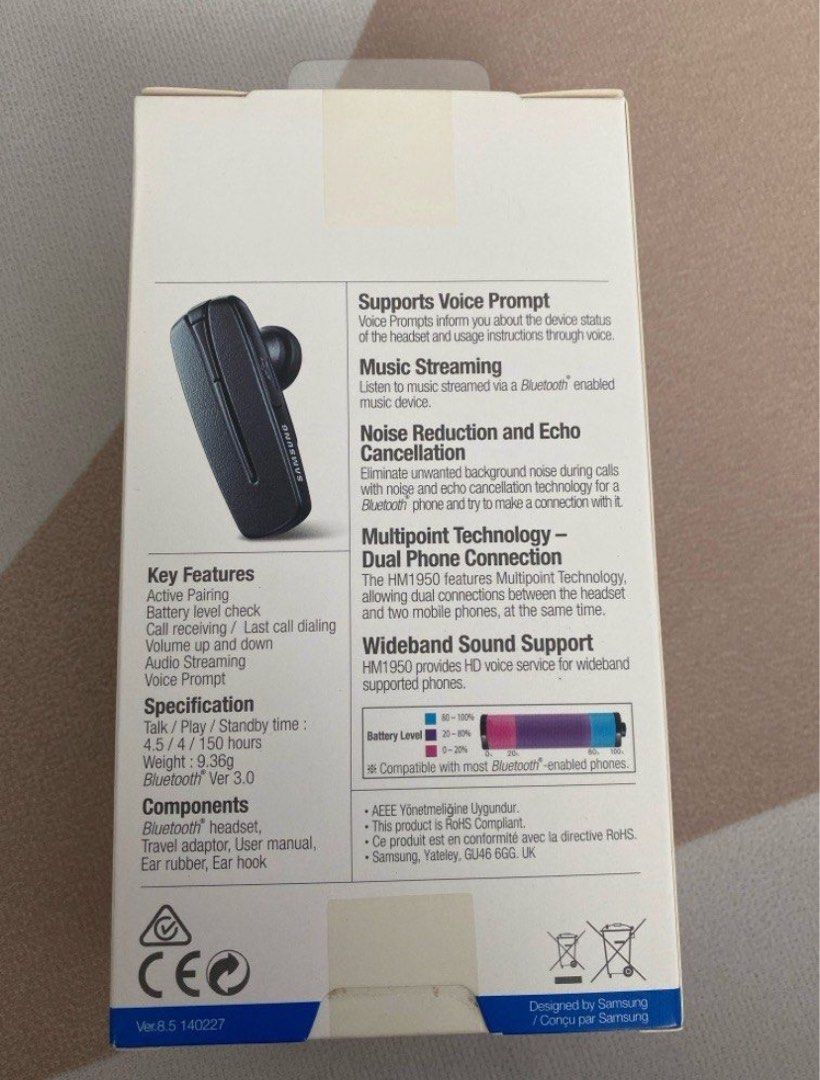 SAMSUNG
Key Features
Active Pairing
Battery level check
Call receiving / Last call dialing
Volume up and down
Audio Streaming
Voice Prompt
Specification
Talk / Play / Standby time :
4.5 / 4 / 150 hours
Weight : 9.36g
Bluetooth® Ver 3.0
Components
Bluetooth® headset,
Travel adaptor, User manual,
Ear rubber, Ear hook
Supports Voice Prompt
Voice Prompts inform you about the device status
of the headset and usage instructions through voice.
Music Streaming
Listen to music streamed via a Bluetooth® enabled
music device.
Noise Reduction and Echo
Cancellation
Eliminate unwanted background noise during calls
with noise and echo cancellation technology for a
Bluetooth® phone and try to make a connection with it.
Multipoint Technology –
Dual Phone Connection
The HM1950 features Multipoint Technology,
allowing dual connections between the headset
and two mobile phones, at the same time.
Wideband Sound Support
HM1950 provides HD voice service for wideband
supported phones.
Battery Level
80~100%
20~80%
0~20%
0% 20% 80% 100%
※ Compatible with most Bluetooth®-enabled phones.
• AEEE Yönetmeliğine Uygundur.
• This product is RoHS Compliant.
• Ce produit est en conformité avec la directive RoHS.
• Samsung, Yateley, GU46 6GG. UK
CE
Ver.8.5 140227
Designed by Samsung
/ Conçu par Samsung